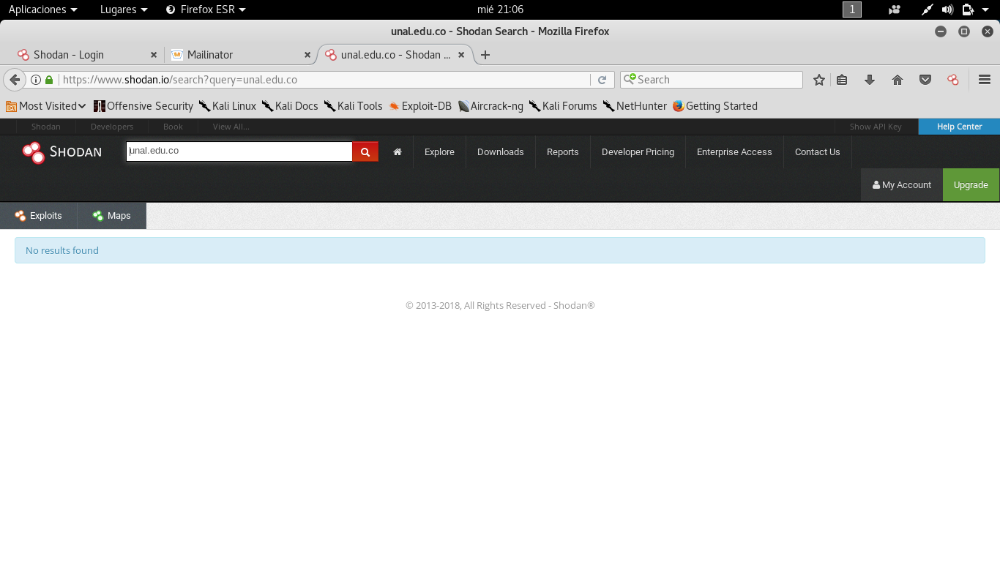 Aplicaciones Lugares Firefox ESR mié 21:06 1
unal.edu.co - Shodan Search - Mozilla Firefox
Shodan - Login Mailinator unal.edu.co - Shodan ...
https://www.shodan.io/search?query=unal.edu.co Search
Most Visited Offensive Security Kali Linux Kali Docs Kali Tools Exploit-DB Aircrack-ng Kali Forums NetHunter Getting Started
Shodan Developers Book View All... Show API Key Help Center
SHODAN unal.edu.co Explore Downloads Reports Developer Pricing Enterprise Access Contact Us
My Account Upgrade
Exploits Maps
No results found
© 2013-2018, All Rights Reserved - Shodan®